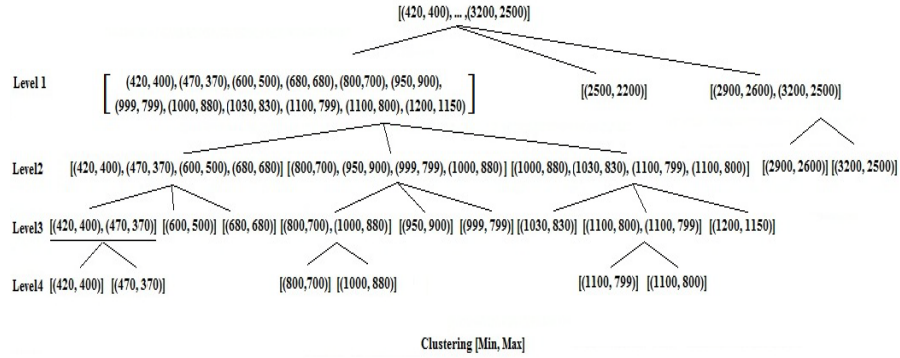 [(420, 400), ... ,(3200, 2500)]
Level 1
(420, 400), (470, 370), (600, 500), (680, 680), (800,700), (950, 900),
(999, 799), (1000, 880), (1030, 830), (1100, 799), (1100, 800), (1200, 1150)
[(2500, 2200)]
[(2900, 2600), (3200, 2500)]
Level2 [(420, 400), (470, 370), (600, 500), (680, 680)] [(800,700), (950, 900), (999, 799), (1000, 880)] [(1000, 880),(1030, 830), (1100, 799), (1100, 800)] [(2900, 2600)] [(3200, 2500)]
Level3 [(420, 400), (470, 370)] [(600, 500)] [(680, 680)] [(800,700), (1000, 880)] [(950, 900)] [(999, 799)] [(1030, 830)] [(1100, 800), (1100, 799)] [(1200, 1150)]
Level4 [(420, 400)] [(470, 370)] [(800,700)] [(1000, 880)] [(1100, 799)] [(1100, 800)]
Clustering [Min, Max]